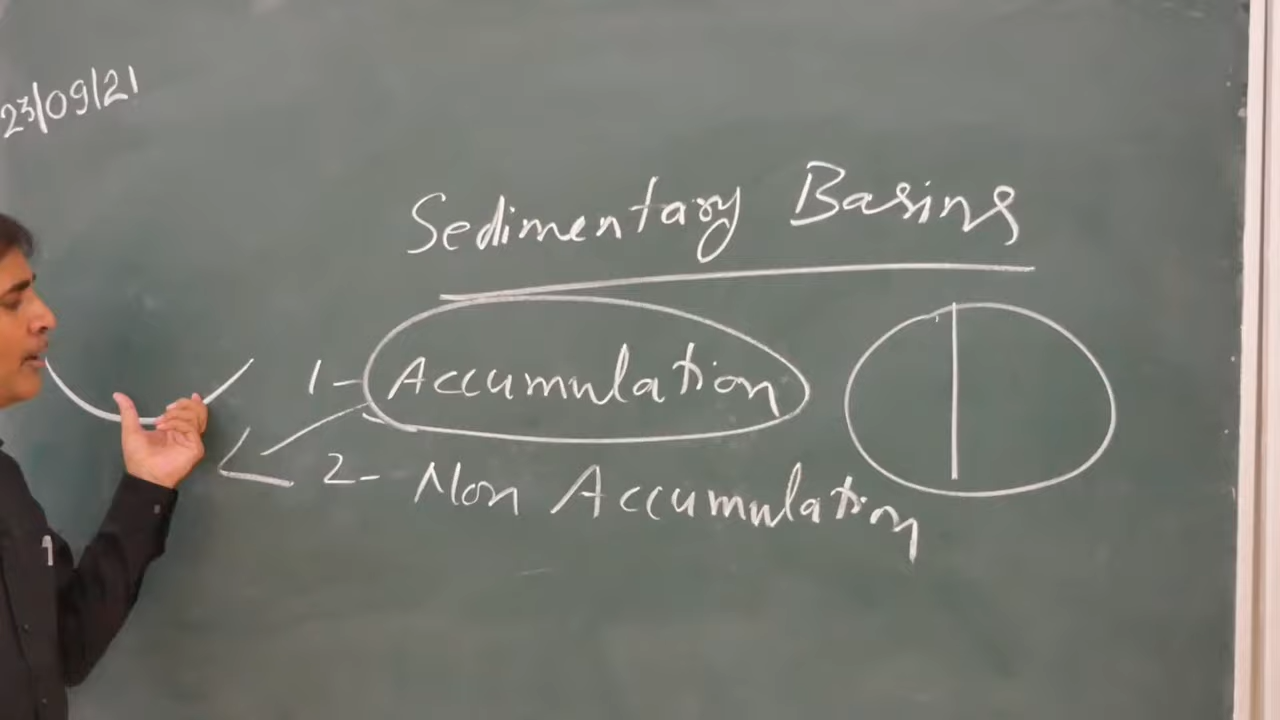 23/09/21
Sedimentary Basins
1- Accumulation
2- Non Accumulation